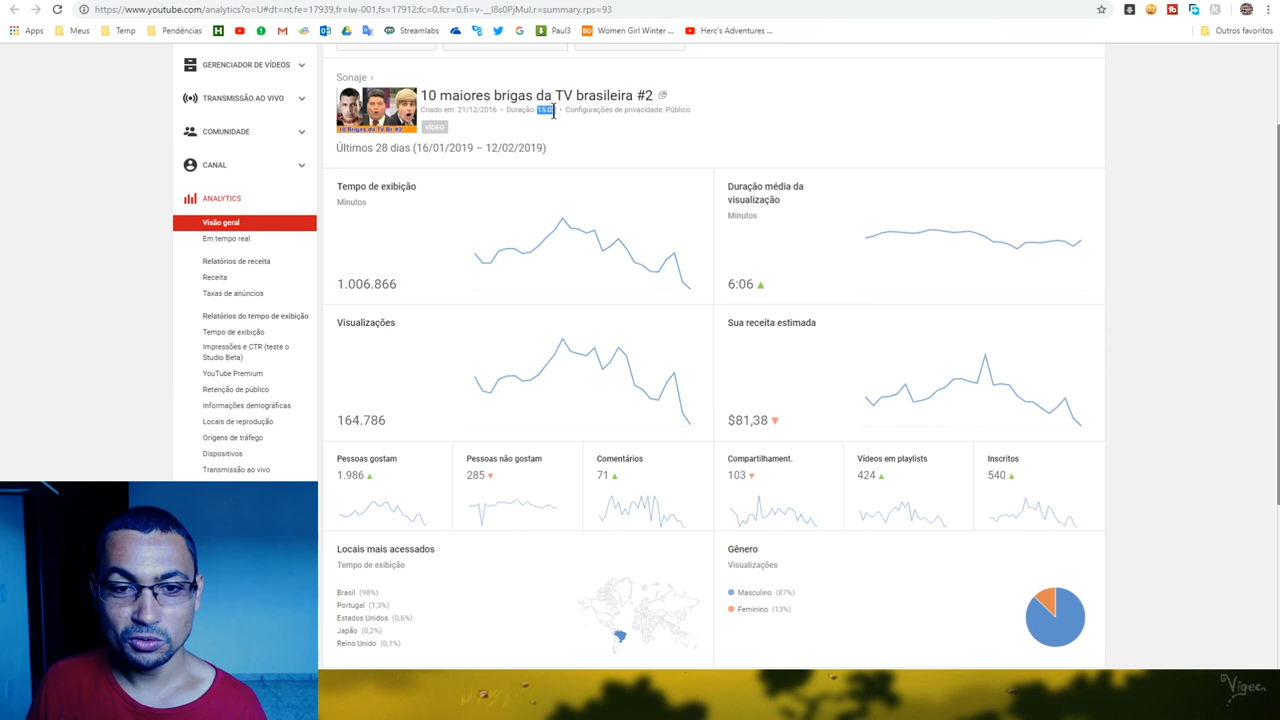 https://www.youtube.com/analytics?o=U#dt=nt.fe=17939,fr=lw-001,fs=17912;fc=0,fcr=0,fi=v-__I8s0PjMuI,r=summary,rps=93
Apps Meus Temp Pendências Streamlabs Paul3 Women Girl Winter ... Herc's Adventures ... Outros favoritos
GERENCIADOR DE VÍDEOS
TRANSMISSÃO AO VIVO
COMUNIDADE
CANAL
ANALYTICS
Visão geral
Em tempo real
Relatórios de receita
Receita
Taxas de anúncios
Relatórios do tempo de exibição
Tempo de exibição
Impressões e CTR (teste o
Studio Beta)
YouTube Premium
Retenção de público
Informações demográficas
Locais de reprodução
Origens de tráfego
Dispositivos
Transmissão ao vivo
Sonaje ›
10 Brigas da TV Br #2
10 maiores brigas da TV brasileira #2
Criado em: 21/12/2016 • Duração: • Configurações de privacidade: Público
VÍDEO
Últimos 28 dias (16/01/2019 – 12/02/2019)
Tempo de exibição
Minutos
1.006.866
Duração média da
visualização
Minutos
6:06
Visualizações
164.786
Sua receita estimada
$81,38
Pessoas gostam
1.986
Pessoas não gostam
285
Comentários
71
Compartilhament.
103
Vídeos em playlists
424
Inscritos
540
Locais mais acessados
Tempo de exibição
Brasil (98%)
Portugal (1,3%)
Estados Unidos (0,6%)
Japão (0,2%)
Reino Unido (0,1%)
Gênero
Visualizações
Masculino (87%)
Feminino (13%)